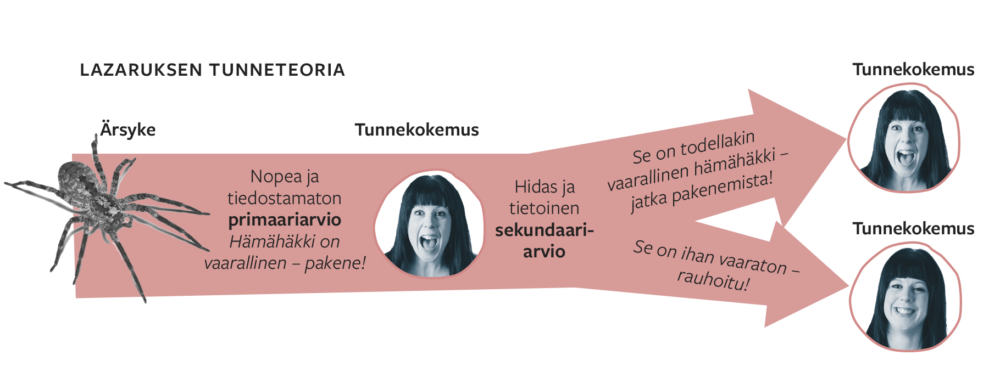 LAZARUKSEN TUNNETEORIA
Ärsyke
Nopea ja
tiedostamaton
primaariarvio
Hämähäkki on
vaarallinen – pakene!
Tunnekokemus
Hidas ja
tietoinen
sekundaari-
arvio
Se on todellakin
vaarallinen hämähäkki –
jatka pakenemista!
Tunnekokemus
Se on ihan vaaraton –
rauhoitu!
Tunnekokemus